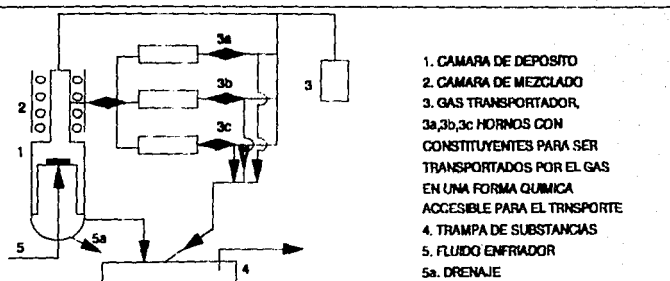 3a
3b
3c
3
2
1
5
5a
4
1. CAMARA DE DEPOSITO
2. CAMARA DE MEZCLADO
3. GAS TRANSPORTADOR,
3a,3b,3c HORNOS CON
CONSTITUYENTES PARA SER
TRANSPORTADOS POR EL GAS
EN UNA FORMA QUIMICA
ACCESIBLE PARA EL TRNSPORTE
4. TRAMPA DE SUBSTANCIAS
5. FLUIDO ENFRIADOR
5a. DRENAJE